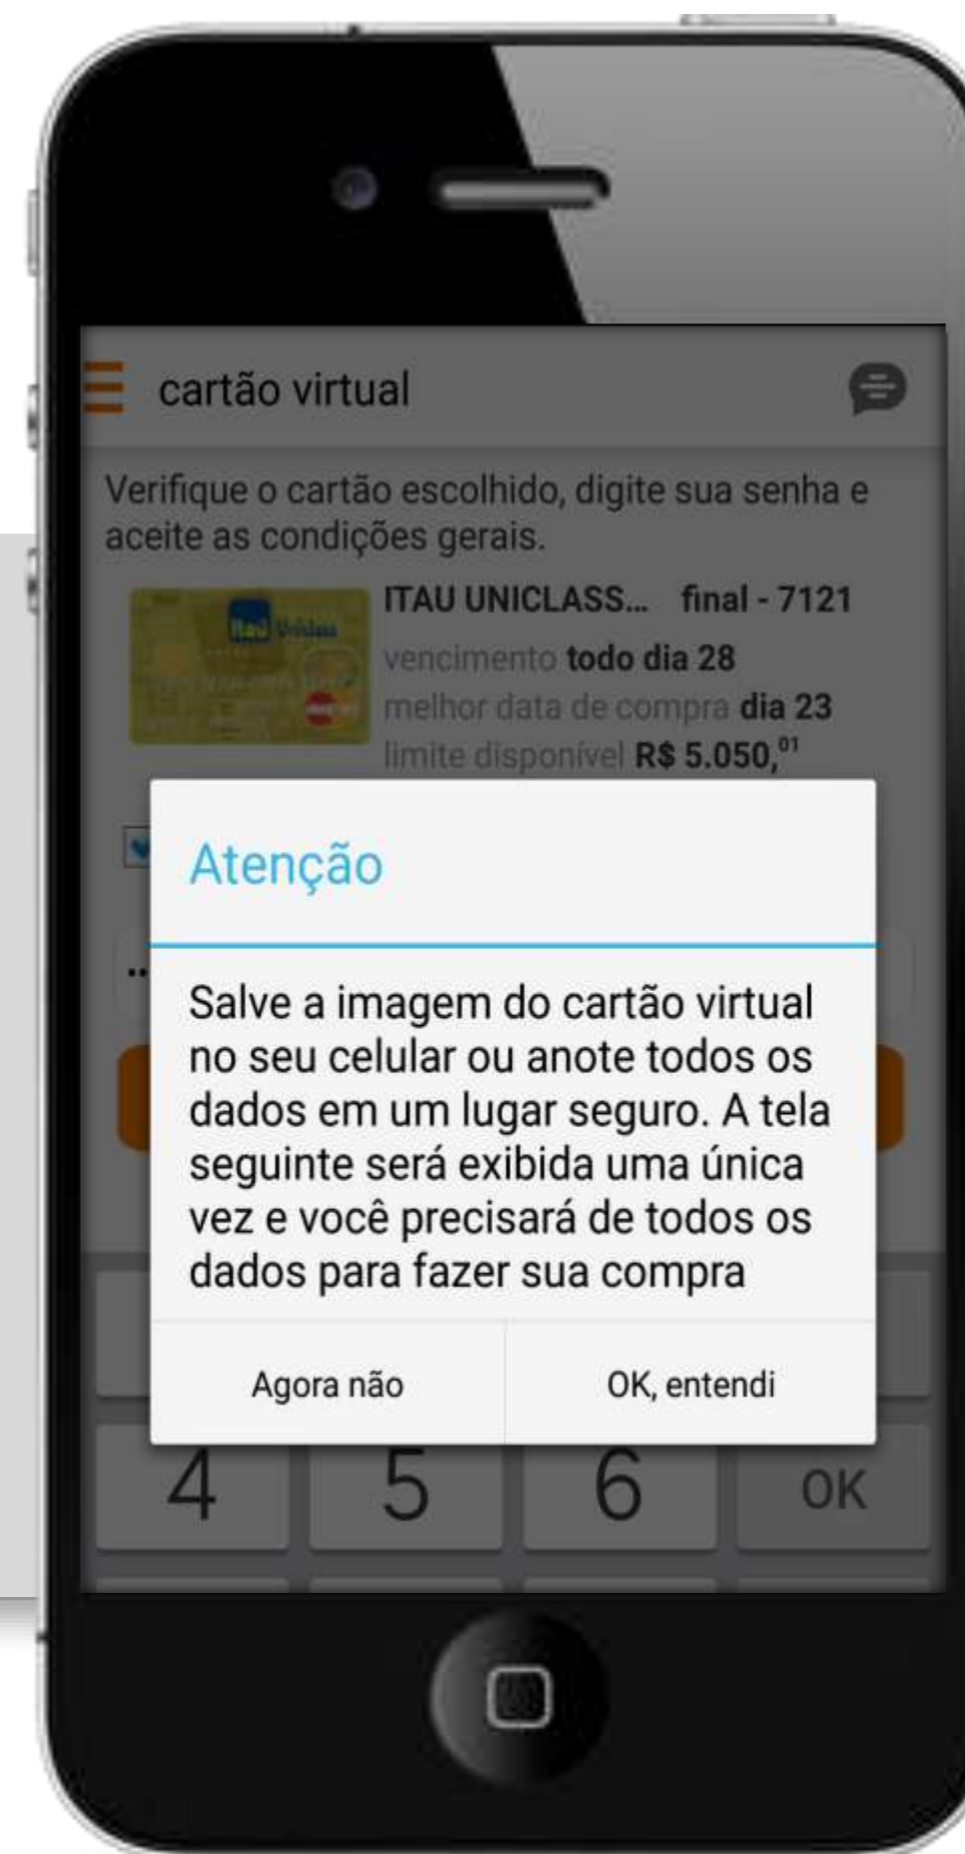 cartão virtual
Verifique o cartão escolhido, digite sua senha e
aceite as condições gerais.
Itaú Uniclass
ITAU UNICLASS... final - 7121
vencimento todo dia 28
melhor data de compra dia 23
limite disponível R$ 5.050,01
Atenção
Salve a imagem do cartão virtual
no seu celular ou anote todos os
dados em um lugar seguro. A tela
seguinte será exibida uma única
vez e você precisará de todos os
dados para fazer sua compra
Agora não OK, entendi
4 5 6 OK